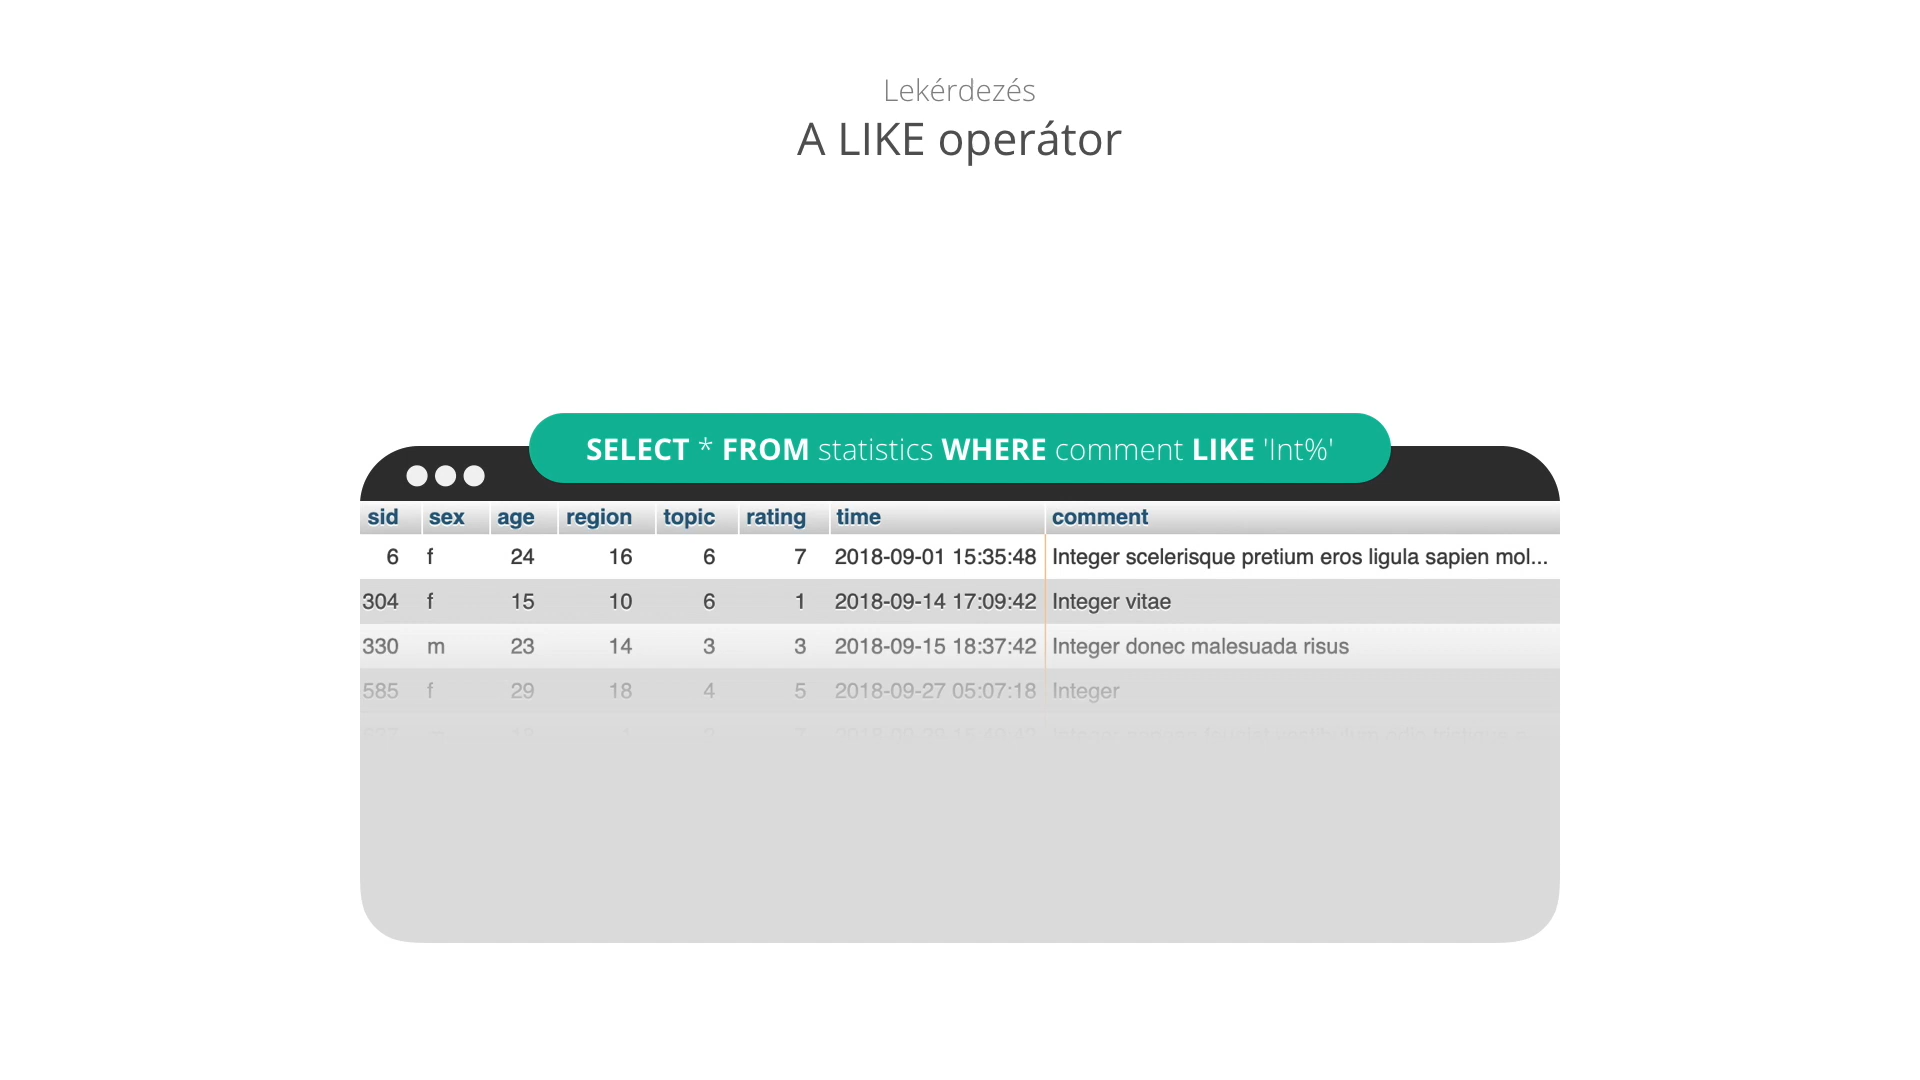 Lekérdezés
A LIKE operátor
SELECT * FROM statistics WHERE comment LIKE 'Int%'
sid sex age region topic rating time comment
6 f 24 16 6 7 2018-09-01 15:35:48 Integer scelerisque pretium eros ligula sapien mol...
304 f 15 10 6 1 2018-09-14 17:09:42 Integer vitae
330 m 23 14 3 3 2018-09-15 18:37:42 Integer donec malesuada risus
585 f 29 18 4 5 2018-09-27 05:07:18 Integer